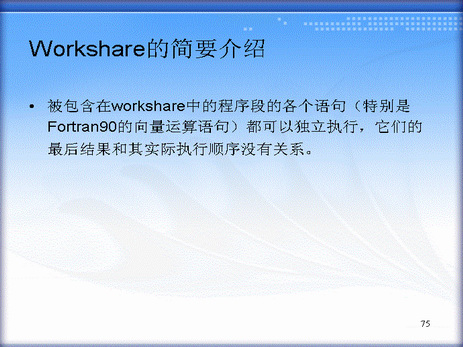 Workshare的简要介绍
• 被包含在workshare中的程序段的各个语句（特别是
Fortran90的向量运算语句）都可以独立执行，它们的
最后结果和其实际执行顺序没有关系。
75